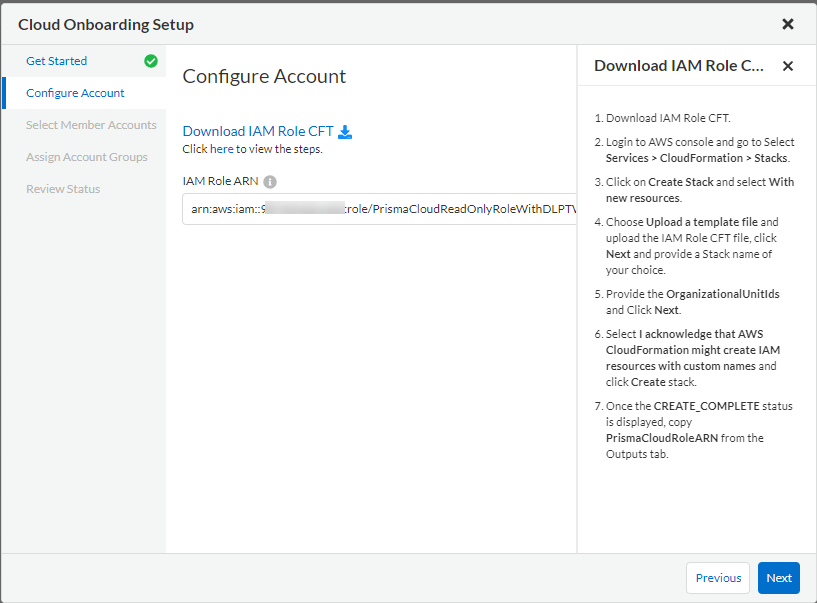 Cloud Onboarding Setup
Get Started
Configure Account
Select Member Accounts
Assign Account Groups
Review Status
Configure Account
Download IAM Role CFT
Click here to view the steps.
IAM Role ARN
arn:aws:iam::9 :role/PrismaCloudReadOnlyRoleWithDLPTV
Download IAM Role C...
1. Download IAM Role CFT.
2. Login to AWS console and go to Select
Services > CloudFormation > Stacks.
3. Click on Create Stack and select With
new resources.
4. Choose Upload a template file and
upload the IAM Role CFT file, click
Next and provide a Stack name of
your choice.
5. Provide the OrganizationalUnitIds
and Click Next.
6. Select I acknowledge that AWS
CloudFormation might create IAM
resources with custom names and
click Create stack.
7. Once the CREATE_COMPLETE status
is displayed, copy
PrismaCloudRoleARN from the
Outputs tab.
Previous
Next